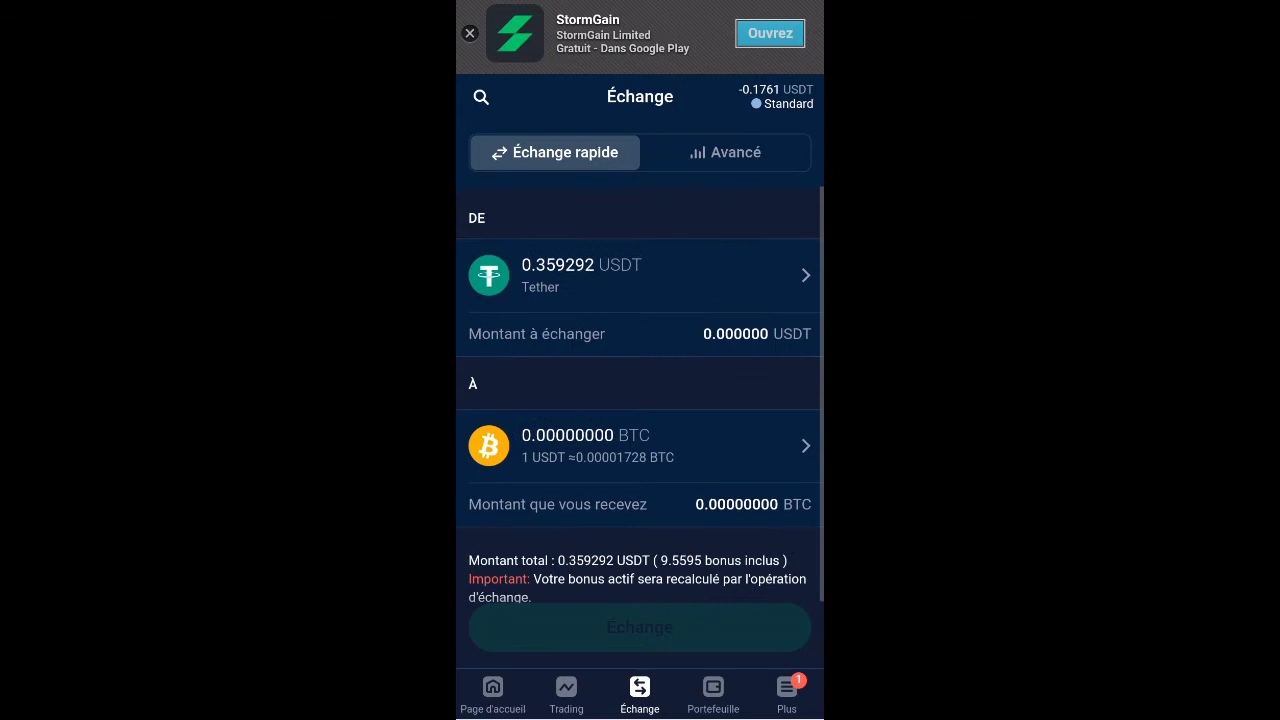 StormGain
StormGain Limited
Gratuit - Dans Google Play
Ouvrez
Échange
-0.1761 USDT
Standard
Échange rapide
Avancé
DE
0.359292 USDT
Tether
Montant à échanger
0.000000 USDT
À
0.00000000 BTC
1 USDT ≈0.00001728 BTC
Montant que vous recevez
0.00000000 BTC
Montant total : 0.359292 USDT ( 9.5595 bonus inclus )
Important: Votre bonus actif sera recalculé par l'opération
d'échange.
Échange
Page d'accueil
Trading
Échange
Portefeuille
1
Plus